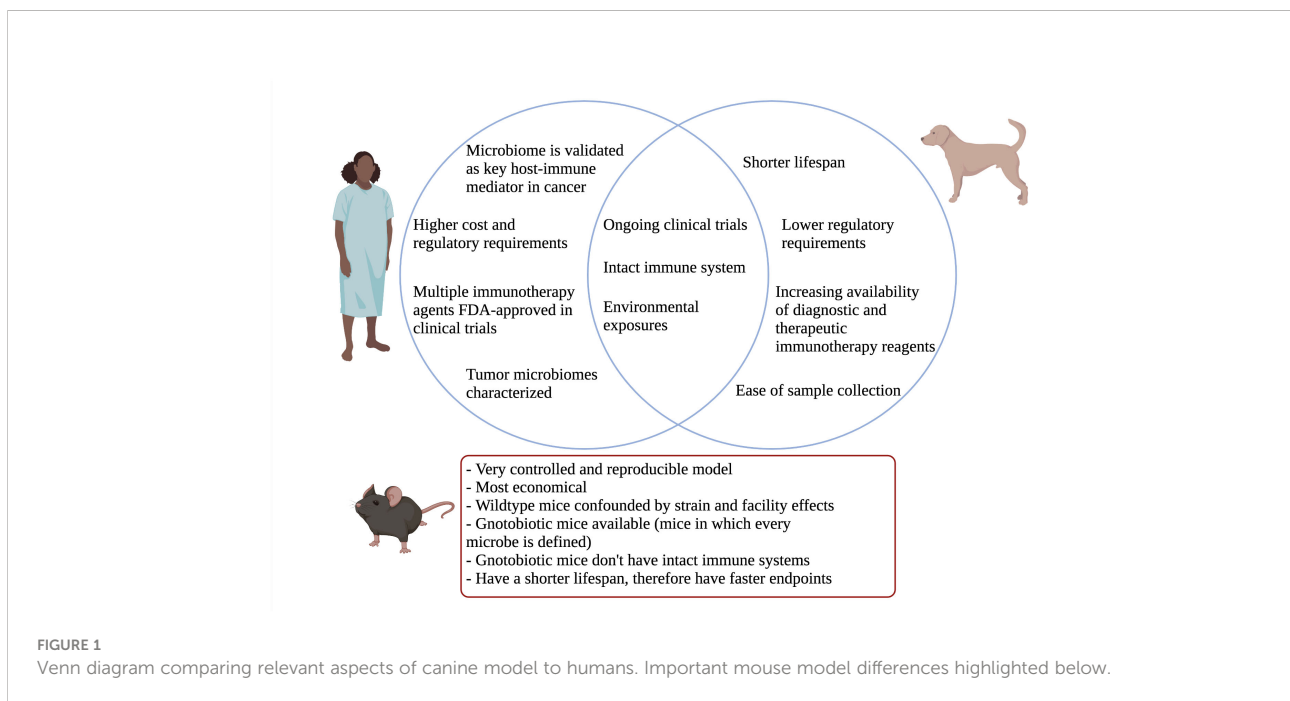 Microbiome is validated
as key host-immune
mediator in cancer
Higher cost and
regulatory requirements
Multiple immunotherapy
agents FDA-approved in
clinical trials
Tumor microbiomes
characterized
Ongoing clinical trials
Intact immune system
Environmental
exposures
Shorter lifespan
Lower regulatory
requirements
Increasing availability
of diagnostic and
therapeutic
immunotherapy reagents
Ease of sample collection
- Very controlled and reproducible model
- Most economical
- Wildtype mice confounded by strain and facility effects
- Gnotobiotic mice available (mice in which every
microbe is defined)
- Gnotobiotic mice don't have intact immune systems
- Have a shorter lifespan, therefore have faster endpoints
FIGURE 1
Venn diagram comparing relevant aspects of canine model to humans. Important mouse model differences highlighted below.